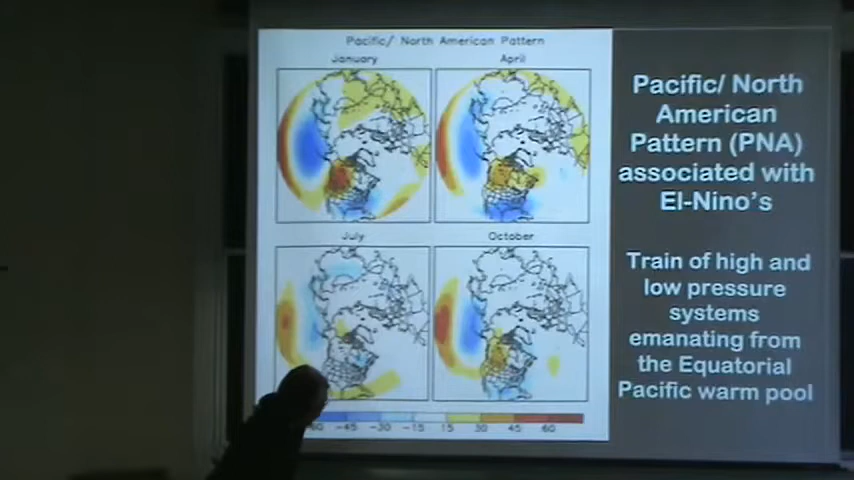 Pacific/ North American Pattern
January
April
July
October
-60 -45 -30 -15 15 30 45 60
Pacific/ North
American
Pattern (PNA)
associated with
El-Nino's
Train of high and
low pressure
systems
emanating from
the Equatorial
Pacific warm pool